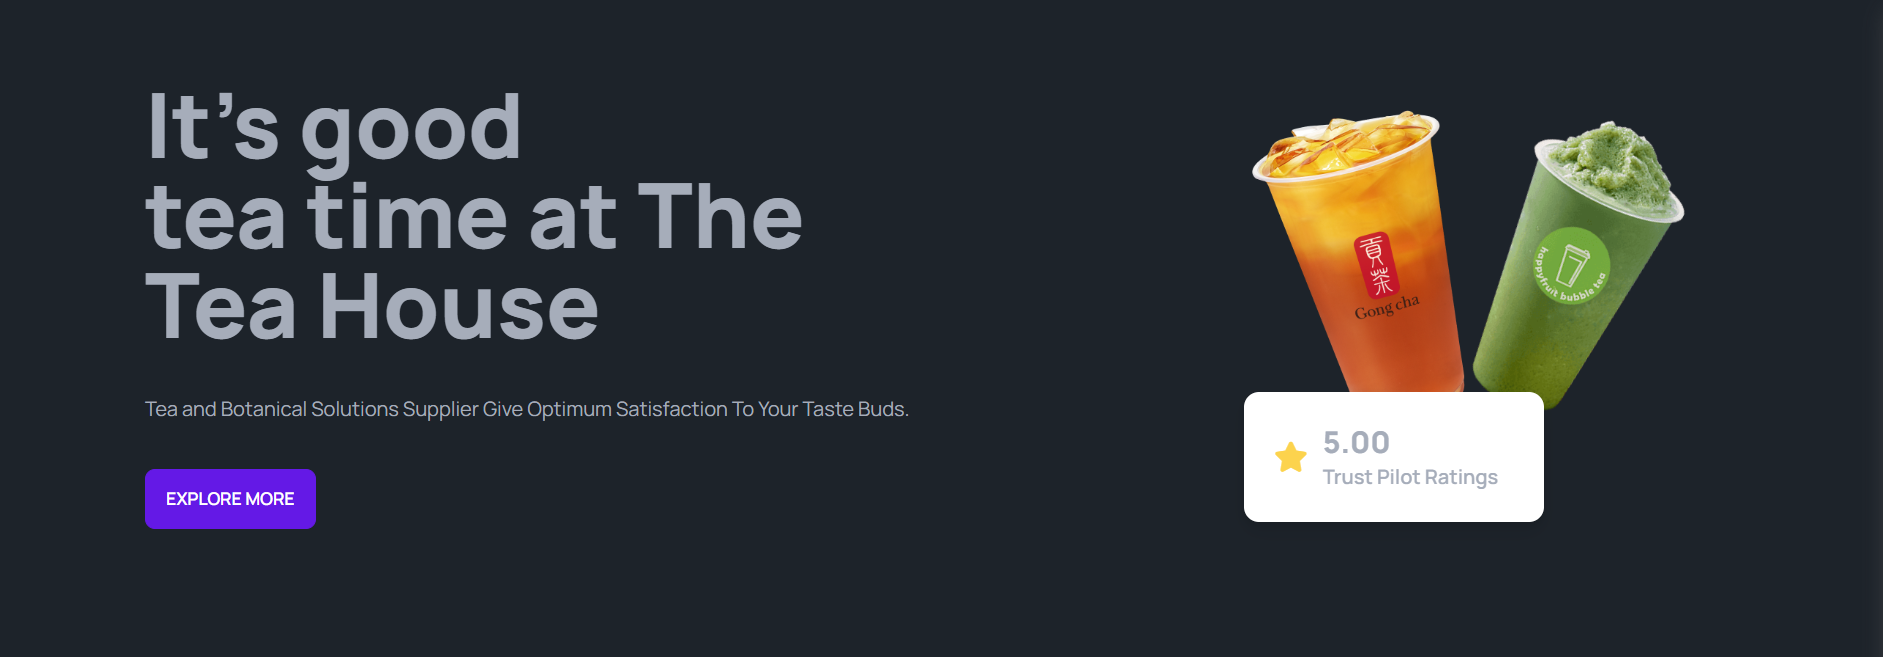 It’s good
tea time at The
Tea House
Tea and Botanical Solutions Supplier Give Optimum Satisfaction To Your Taste Buds.
EXPLORE MORE
貢茶
Gong cha
happyfruit bubble tea
5.00
Trust Pilot Ratings